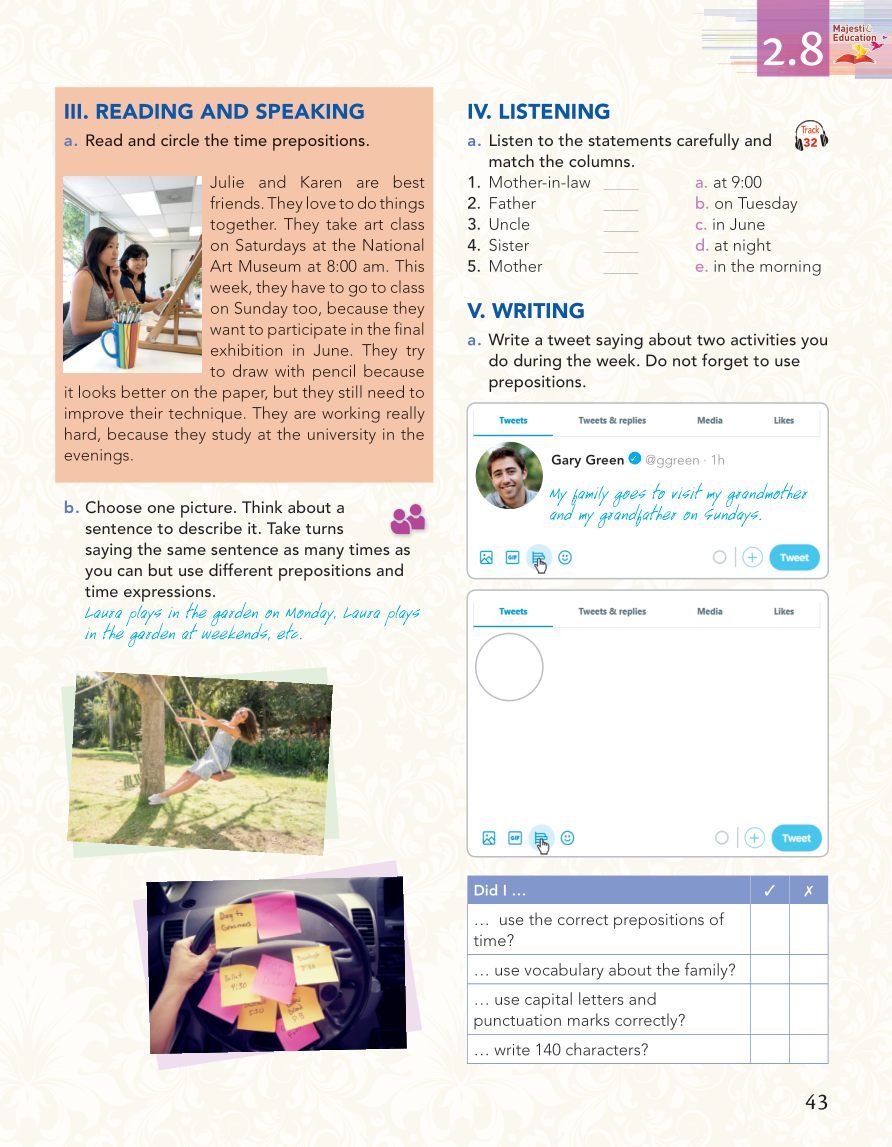 2.8
Majestic
Education
III. READING AND SPEAKING
a. Read and circle the time prepositions.
Julie and Karen are best
friends. They love to do things
together. They take art class
on Saturdays at the National
Art Museum at 8:00 am. This
week, they have to go to class
on Sunday too, because they
want to participate in the final
exhibition in June. They try
to draw with pencil because
it looks better on the paper, but they still need to
improve their technique. They are working really
hard, because they study at the university in the
evenings.
b. Choose one picture. Think about a
sentence to describe it. Take turns
saying the same sentence as many times as
you can but use different prepositions and
time expressions.
Laura plays in the garden on Monday, Laura plays
in the garden at weekends, etc.
Ballet
4:30
5:30
IV. LISTENING
a. Listen to the statements carefully and
match the columns.
Track
32
1. Mother-in-law ____ a. at 9:00
2. Father ____ b. on Tuesday
3. Uncle ____ c. in June
4. Sister ____ d. at night
5. Mother ____ e. in the morning
V. WRITING
a. Write a tweet saying about two activities you
do during the week. Do not forget to use
prepositions.
Tweets Tweets & replies Media Likes
Gary Green @ggreen · 1h
My family goes to visit my grandmother
and my grandfather on Sundays.
GIF Tweet
Tweets Tweets & replies Media Likes
GIF Tweet
Did I ... ✓ ✗
... use the correct prepositions of
time?
... use vocabulary about the family?
... use capital letters and
punctuation marks correctly?
... write 140 characters?
43